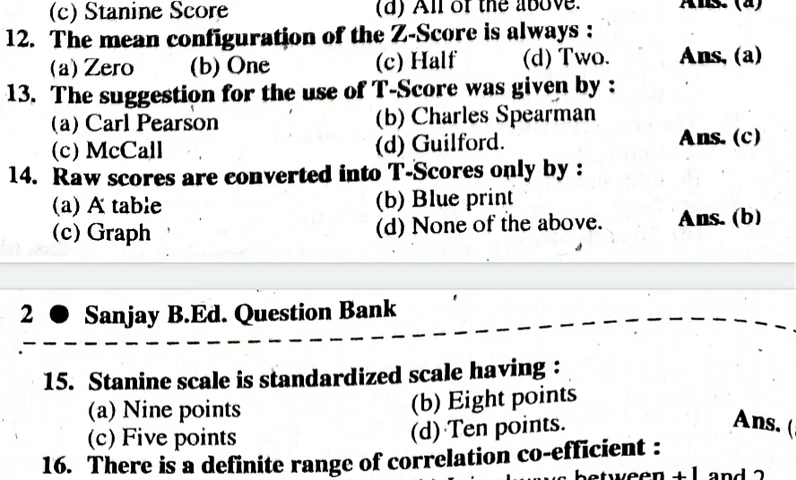 (c) Stanine Score (d) All of the above. Ans. (a)
12. The mean configuration of the Z-Score is always :
(a) Zero (b) One (c) Half (d) Two. Ans, (a)
13. The suggestion for the use of T-Score was given by :
(a) Carl Pearson (b) Charles Spearman
(c) McCall (d) Guilford. Ans. (c)
14. Raw scores are converted into T-Scores only by :
(a) A table (b) Blue print
(c) Graph (d) None of the above. Ans. (b)
2 ● Sanjay B.Ed. Question Bank
15. Stanine scale is standardized scale having :
(a) Nine points (b) Eight points
(c) Five points (d) Ten points. Ans. (
16. There is a definite range of correlation co-efficient :
between +1 and